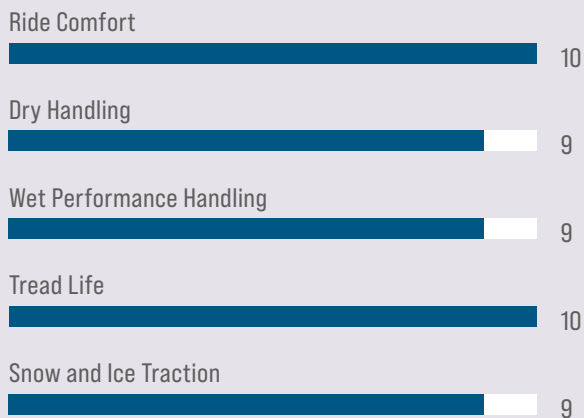 Ride Comfort
10
Dry Handling
9
Wet Performance Handling
9
Tread Life
10
Snow and Ice Traction
9